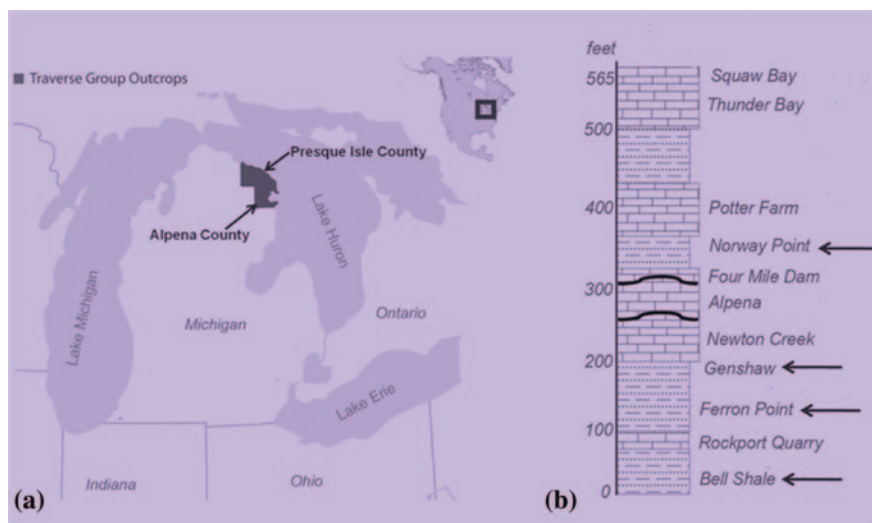 Traverse Group Outcrops
Presque Isle County
Alpena County
Lake Huron
Lake Michigan
Michigan
Ontario
Lake Erie
Indiana
Ohio
(a)
feet
565
500
400
300
200
100
0
Squaw Bay
Thunder Bay
Potter Farm
Norway Point
Four Mile Dam
Alpena
Newton Creek
Genshaw
Ferron Point
Rockport Quarry
Bell Shale
(b)